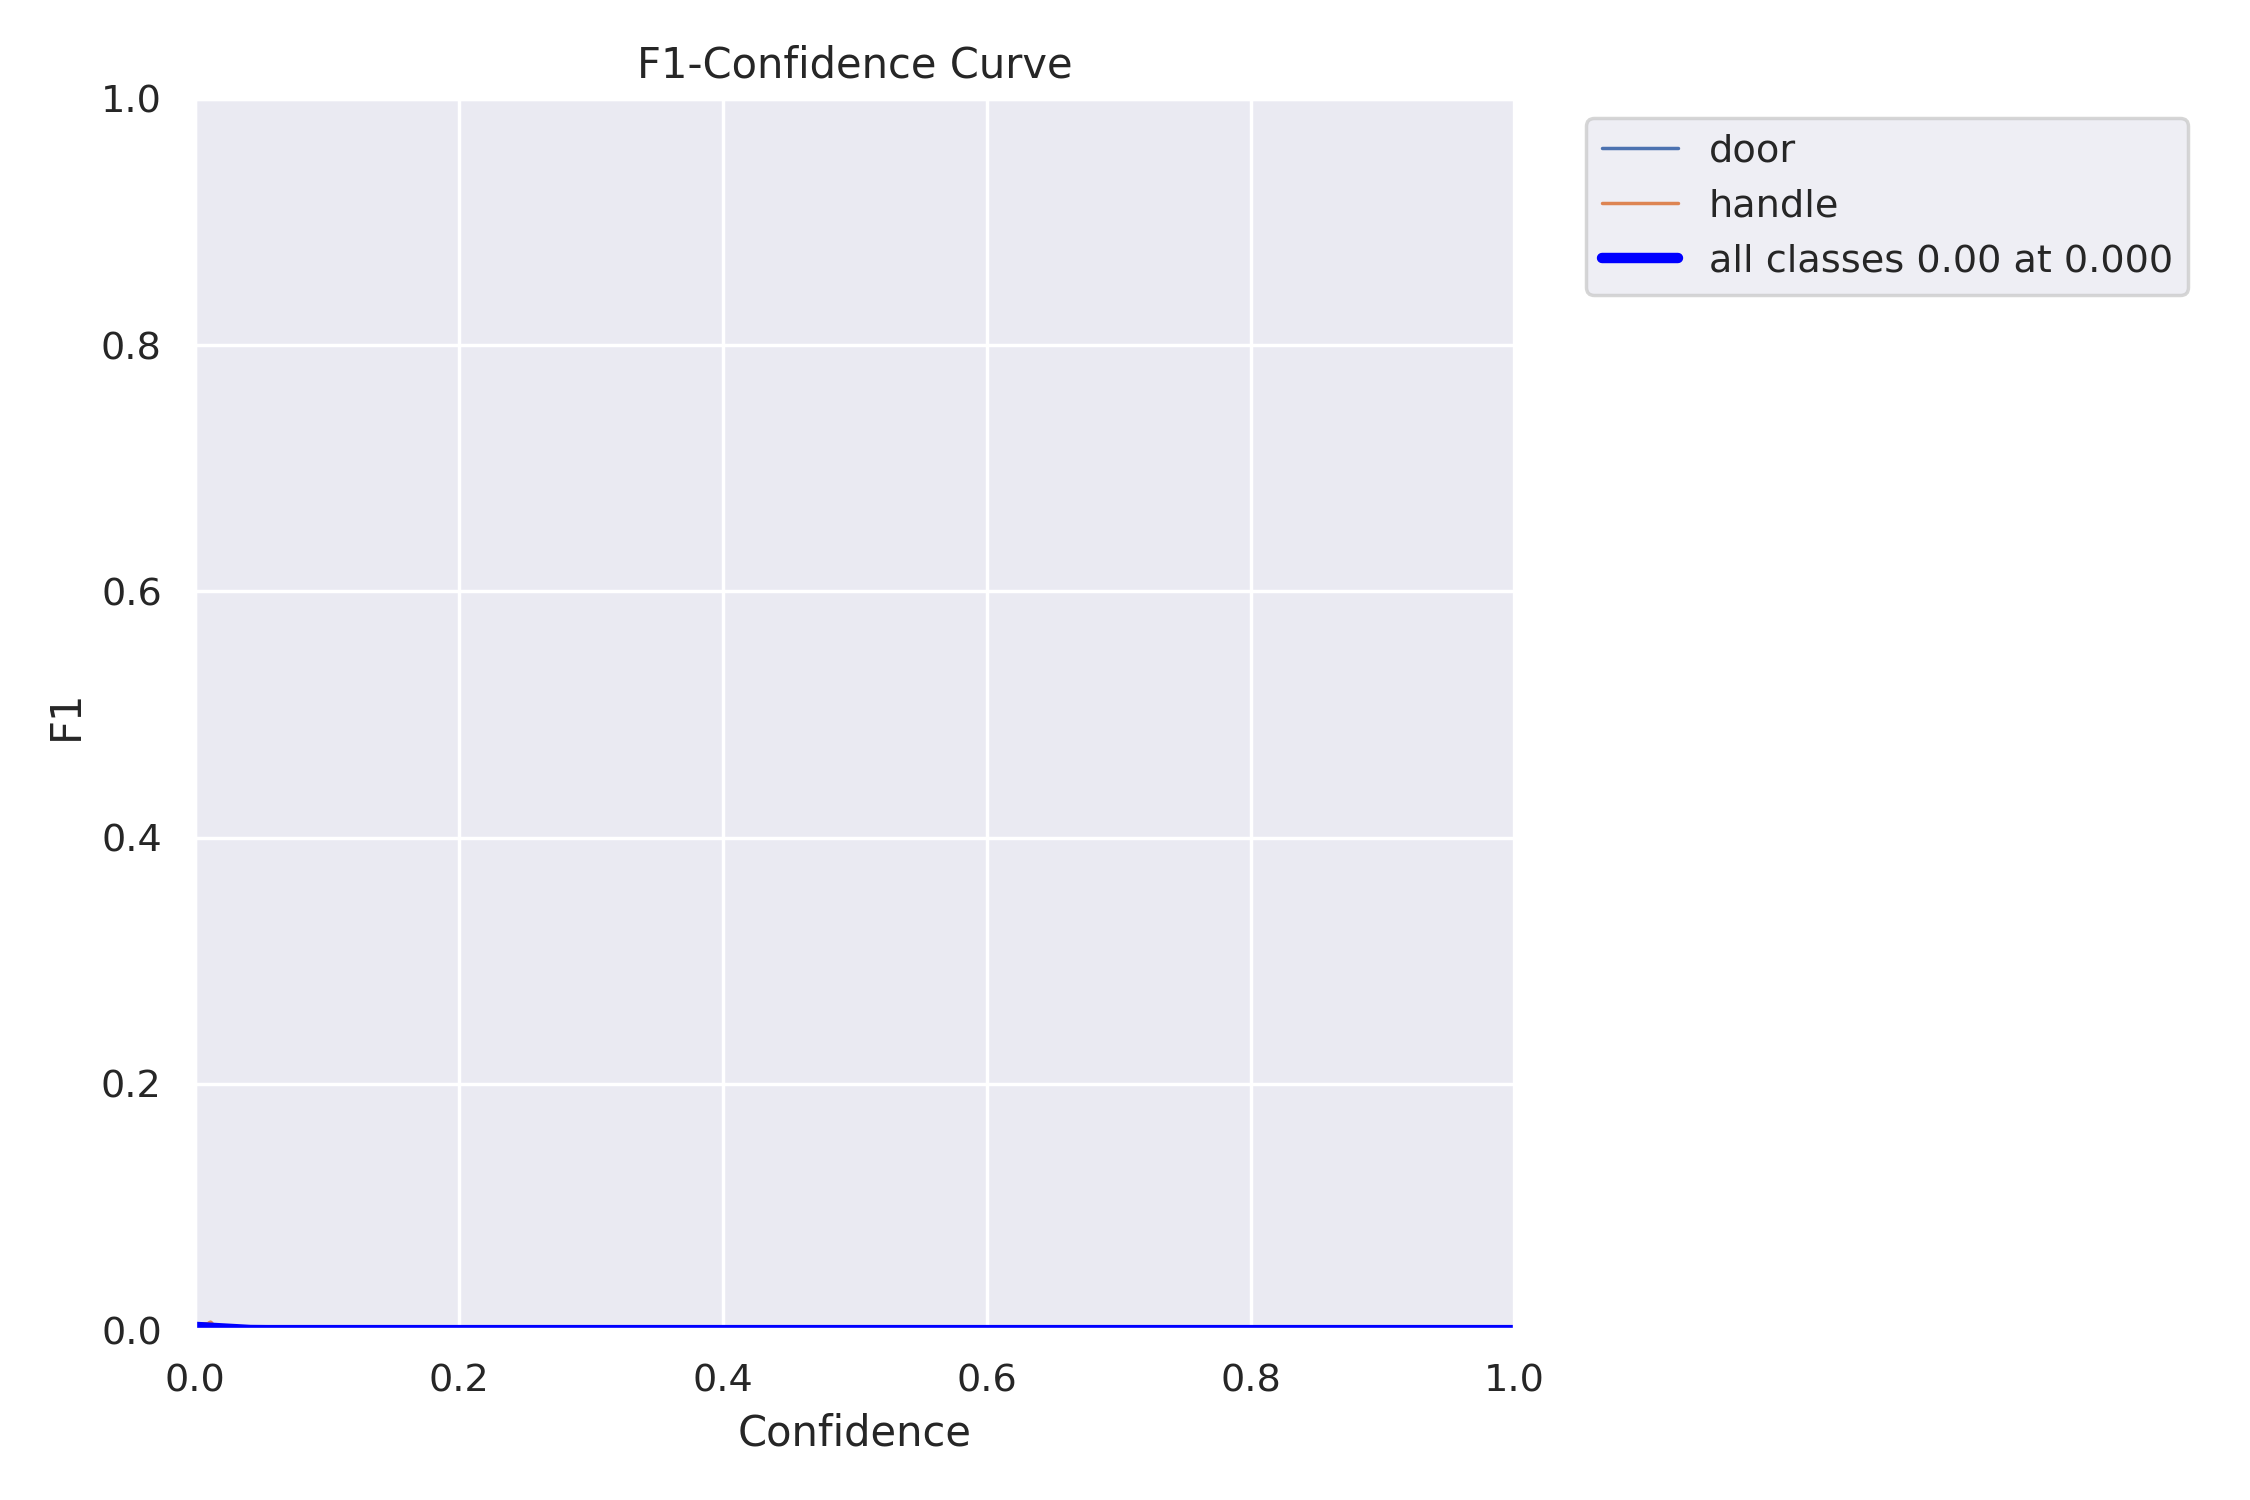 F1-Confidence Curve
1.0
0.8
0.6
0.4
0.2
0.0
F1
0.0 0.2 0.4 0.6 0.8 1.0
Confidence
door
handle
all classes 0.00 at 0.000